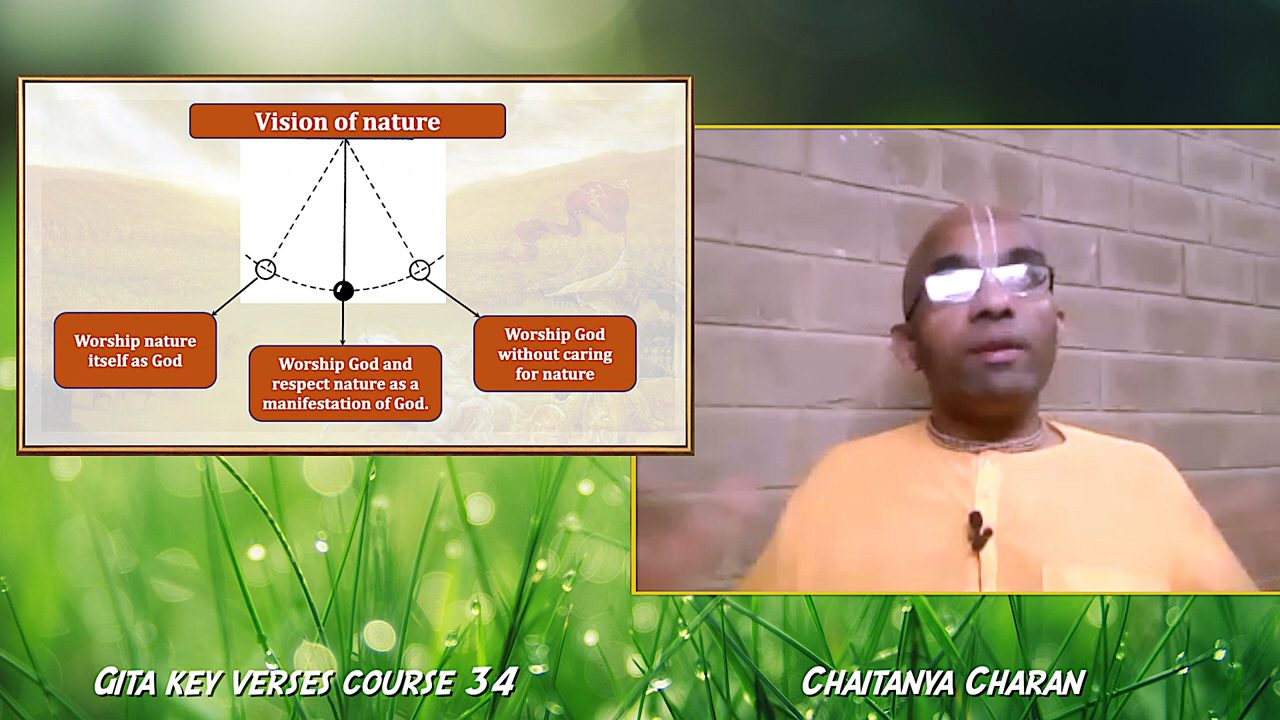 Vision of nature
Worship nature
itself as God
Worship God and
respect nature as a
manifestation of God.
Worship God
without caring
for nature
Gita key verses course 34
Chaitanya Charan